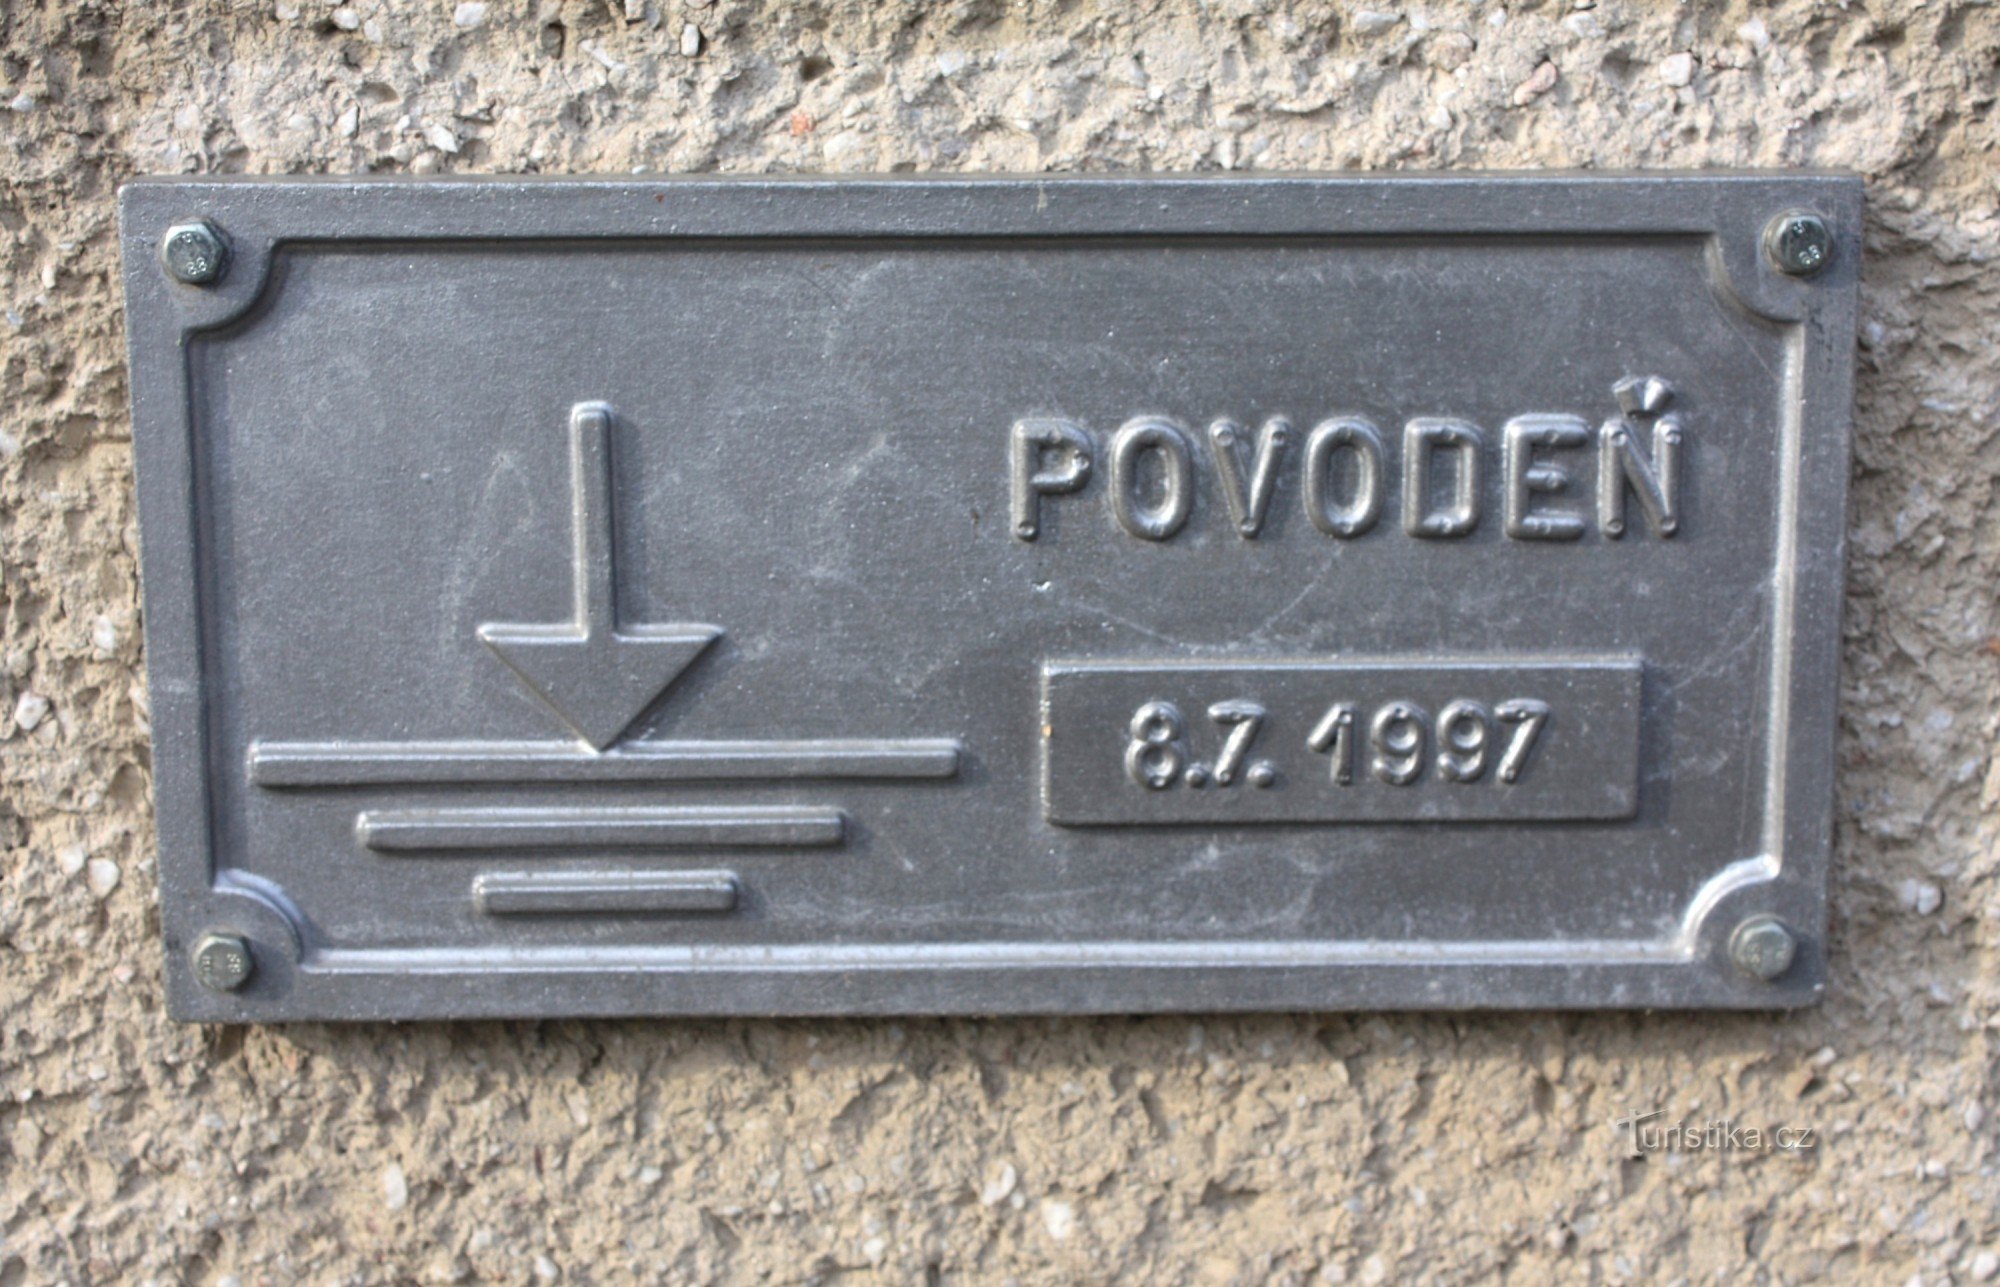 POVODEŇ
8.7. 1997
Turistika.cz